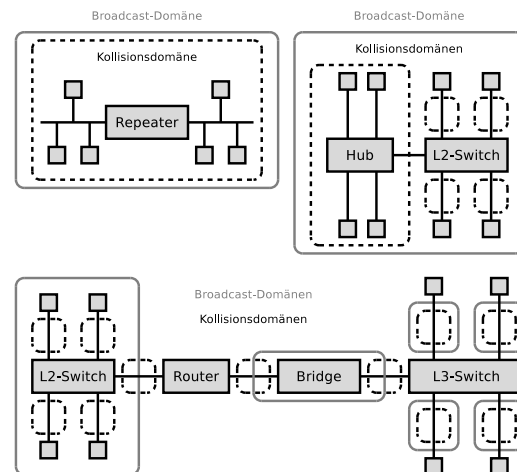 Broadcast-Domäne
Kollisionsdomäne
Repeater
Broadcast-Domäne
Kollisionsdomänen
Hub
L2-Switch
Broadcast-Domänen
Kollisionsdomänen
L2-Switch
Router
Bridge
L3-Switch